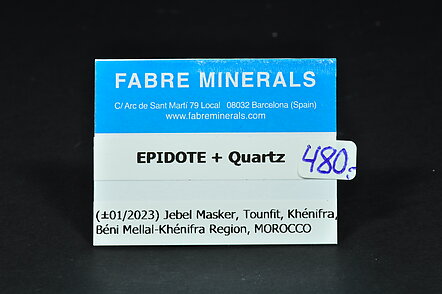 FABRE MINERALS
C/ Arc de Sant Martí 79 Local 08032 Barcelona (Spain)
www.fabreminerals.com
EPIDOTE + Quartz 480.-
(±01/2023) Jebel Masker, Tounfit, Khénifra,
Béni Mellal-Khénifra Region, MOROCCO